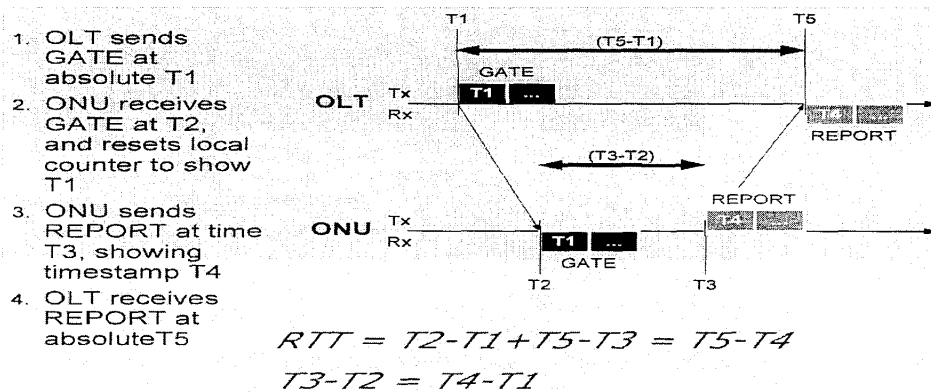 1. OLT sends
GATE at
absolute T1
2. ONU receives
GATE at T2,
and resets local
counter to show
T1
3. ONU sends
REPORT at time
T3, showing
timestamp T4
4. OLT receives
REPORT at
absoluteT5
T1
T5
(T5-T1)
GATE
OLT
Tx
Rx
T1 ...
T4 ...
REPORT
(T3-T2)
REPORT
ONU
Tx
Rx
T4
T1 ...
GATE
T2
T3
RTT = T2-T1+T5-T3 = T5-T4
T3-T2 = T4-T1